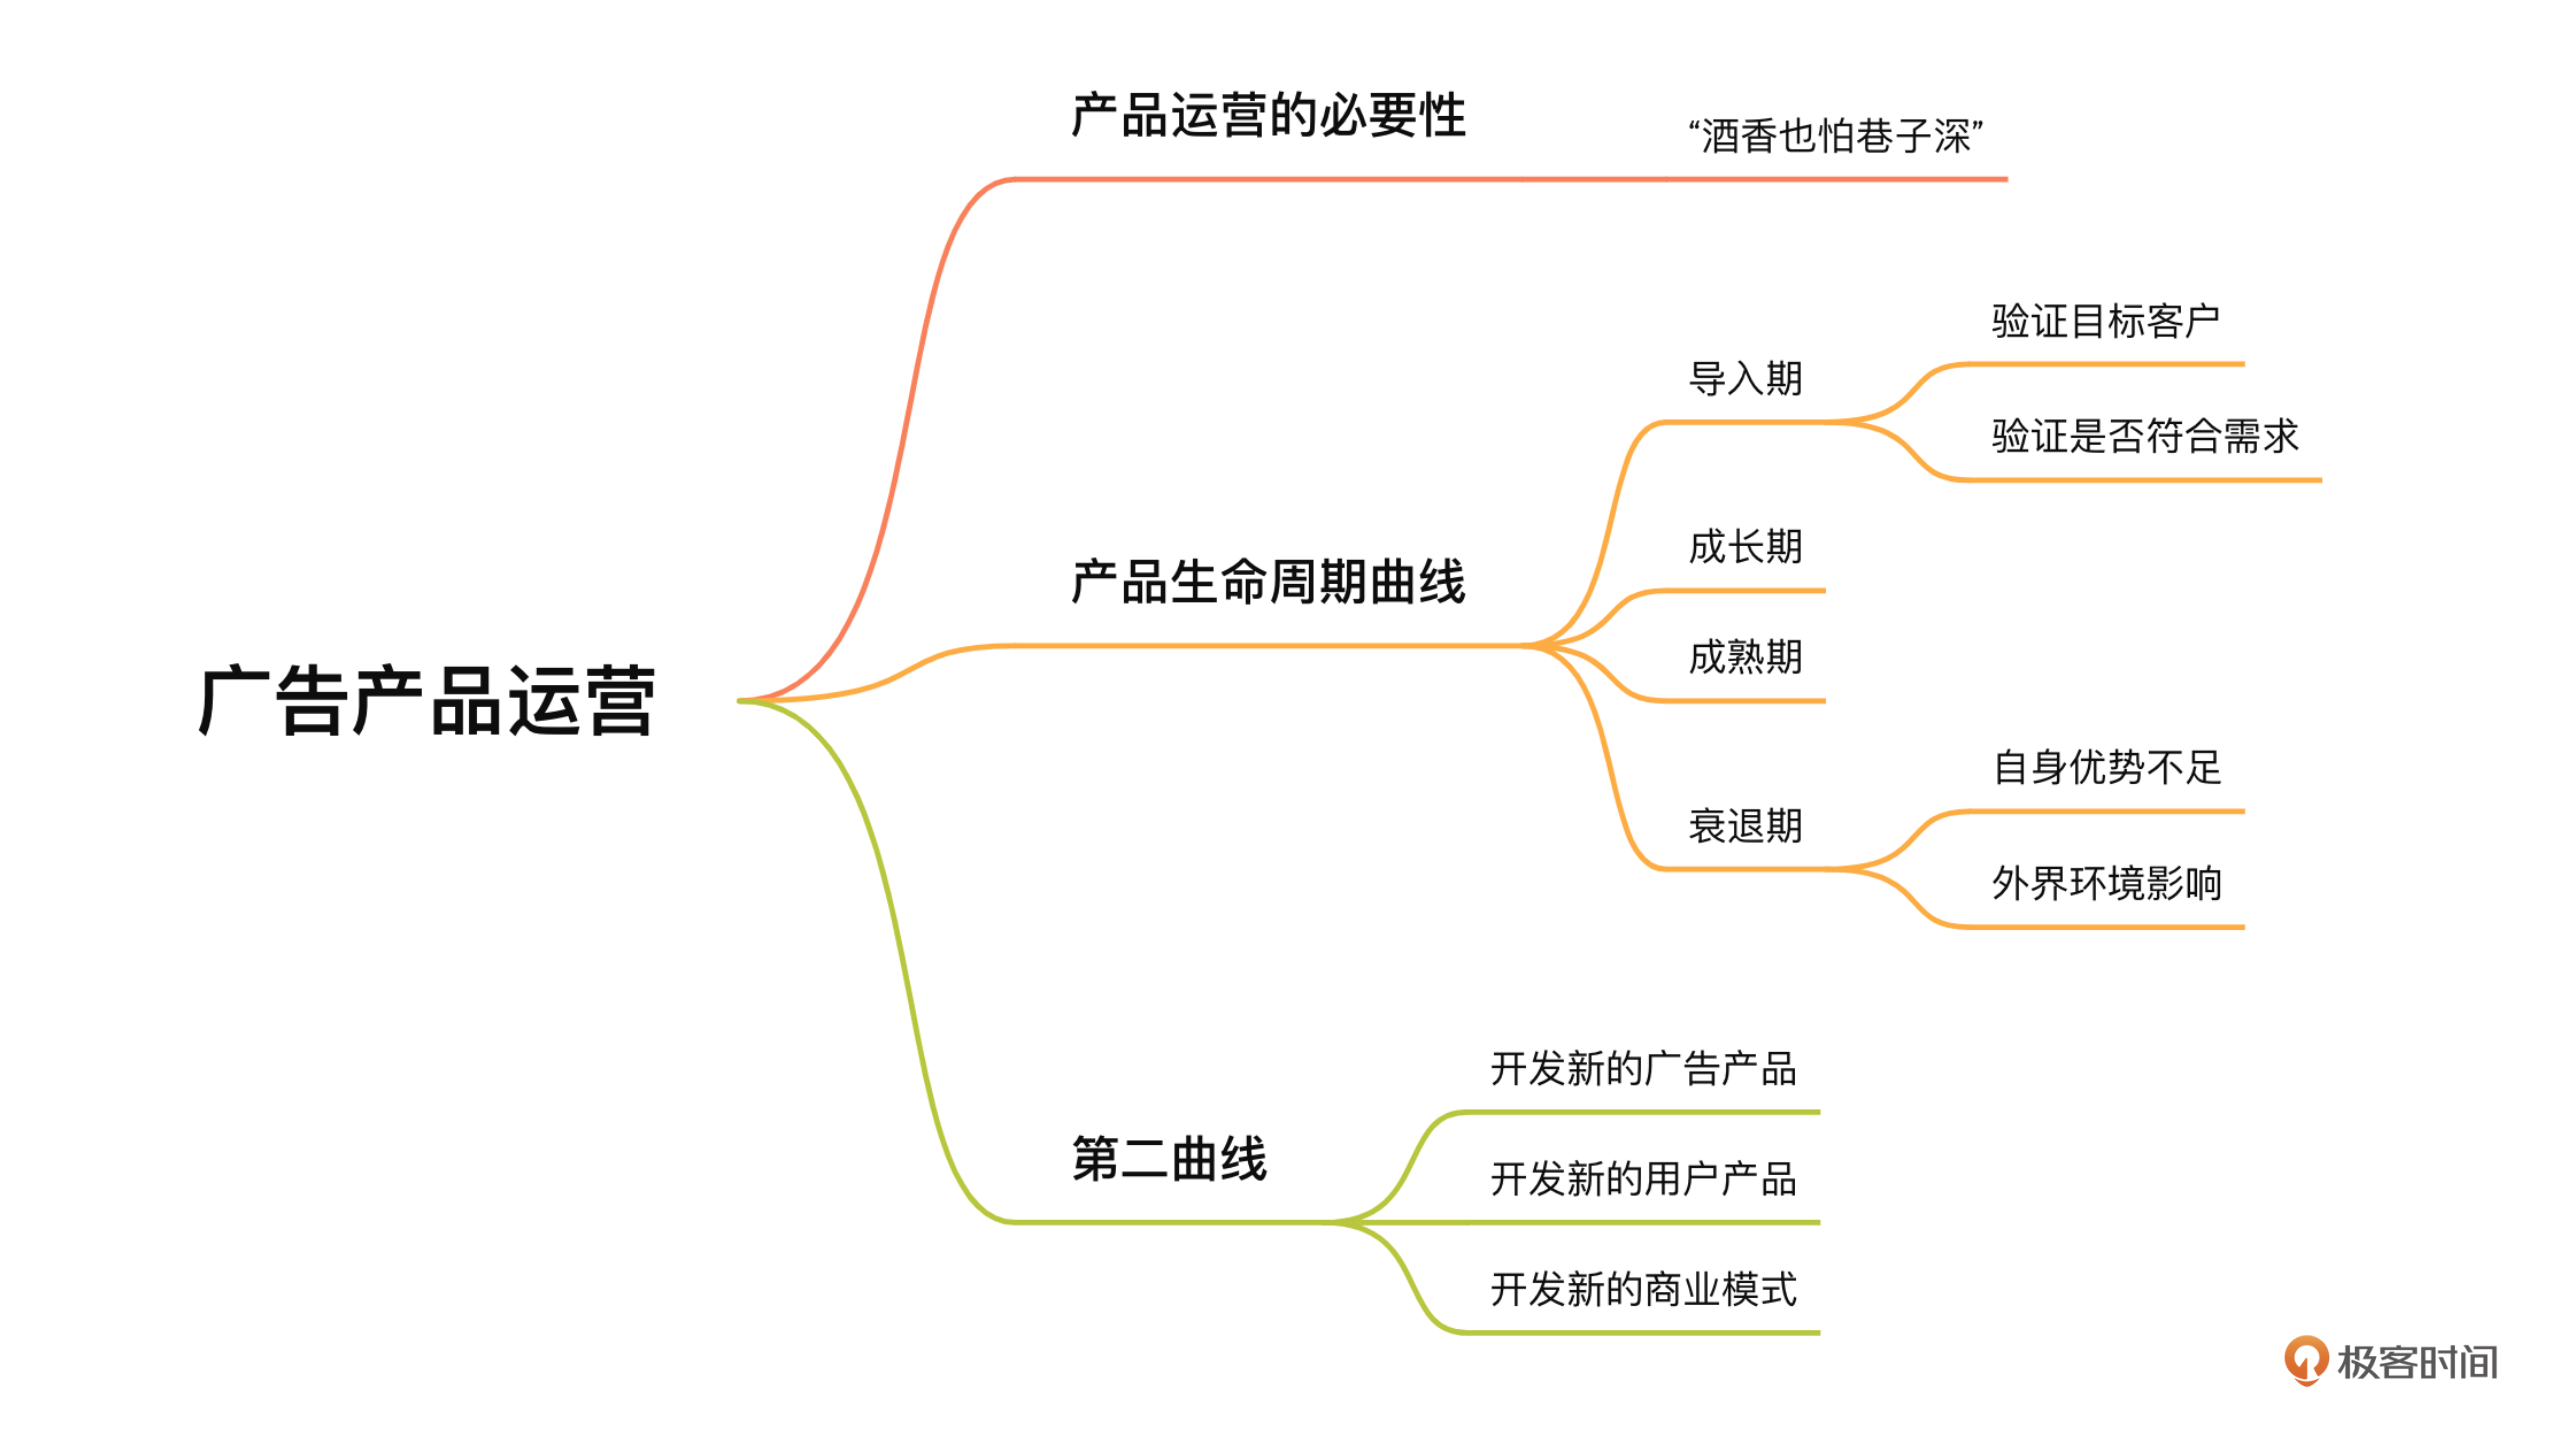 广告产品运营
产品运营的必要性
“酒香也怕巷子深”
产品生命周期曲线
导入期
验证目标客户
验证是否符合需求
成长期
成熟期
衰退期
自身优势不足
外界环境影响
第二曲线
开发新的广告产品
开发新的用户产品
开发新的商业模式
极客时间